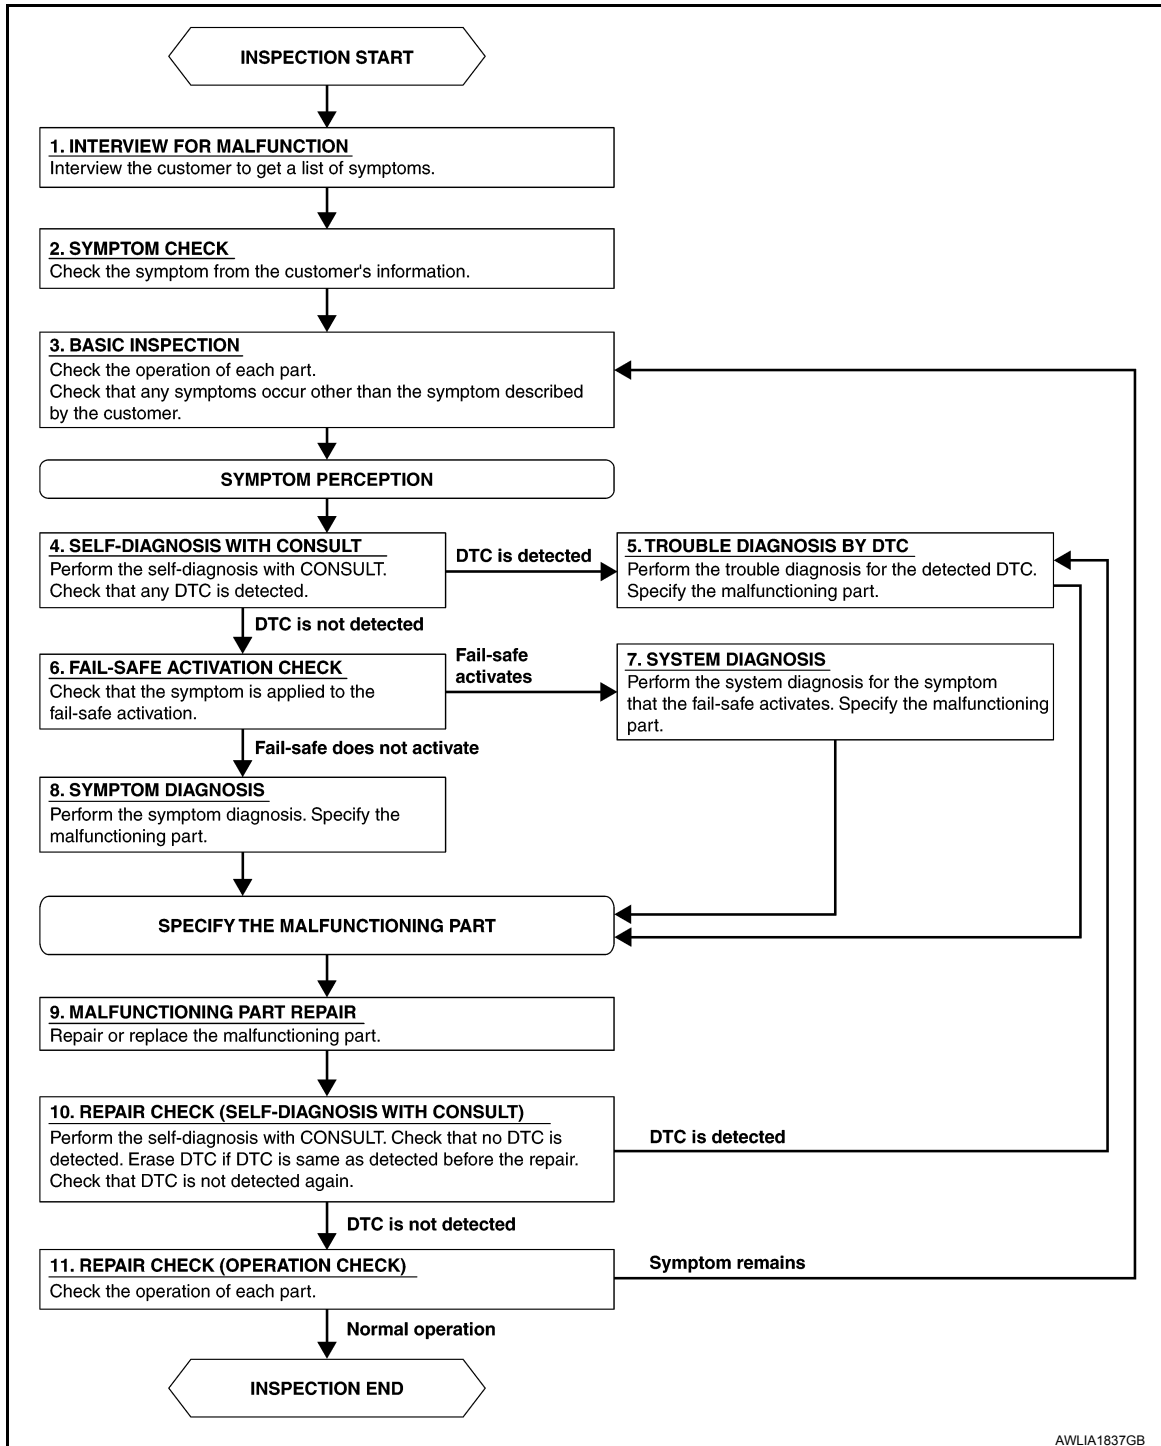 INSPECTION START
1. INTERVIEW FOR MALFUNCTION
Interview the customer to get a list of symptoms.
2. SYMPTOM CHECK
Check the symptom from the customer's information.
3. BASIC INSPECTION
Check the operation of each part.
Check that any symptoms occur other than the symptom described
by the customer.
SYMPTOM PERCEPTION
4. SELF-DIAGNOSIS WITH CONSULT
Perform the self-diagnosis with CONSULT.
Check that any DTC is detected.
DTC is detected
5. TROUBLE DIAGNOSIS BY DTC
Perform the trouble diagnosis for the detected DTC.
Specify the malfunctioning part.
DTC is not detected
6. FAIL-SAFE ACTIVATION CHECK
Check that the symptom is applied to the
fail-safe activation.
Fail-safe
activates
7. SYSTEM DIAGNOSIS
Perform the system diagnosis for the symptom
that the fail-safe activates. Specify the malfunctioning
part.
Fail-safe does not activate
8. SYMPTOM DIAGNOSIS
Perform the symptom diagnosis. Specify the
malfunctioning part.
SPECIFY THE MALFUNCTIONING PART
9. MALFUNCTIONING PART REPAIR
Repair or replace the malfunctioning part.
10. REPAIR CHECK (SELF-DIAGNOSIS WITH CONSULT)
Perform the self-diagnosis with CONSULT. Check that no DTC is
detected. Erase DTC if DTC is same as detected before the repair.
Check that DTC is not detected again.
DTC is detected
DTC is not detected
11. REPAIR CHECK (OPERATION CHECK)
Check the operation of each part.
Symptom remains
Normal operation
INSPECTION END
AWLIA1837GB